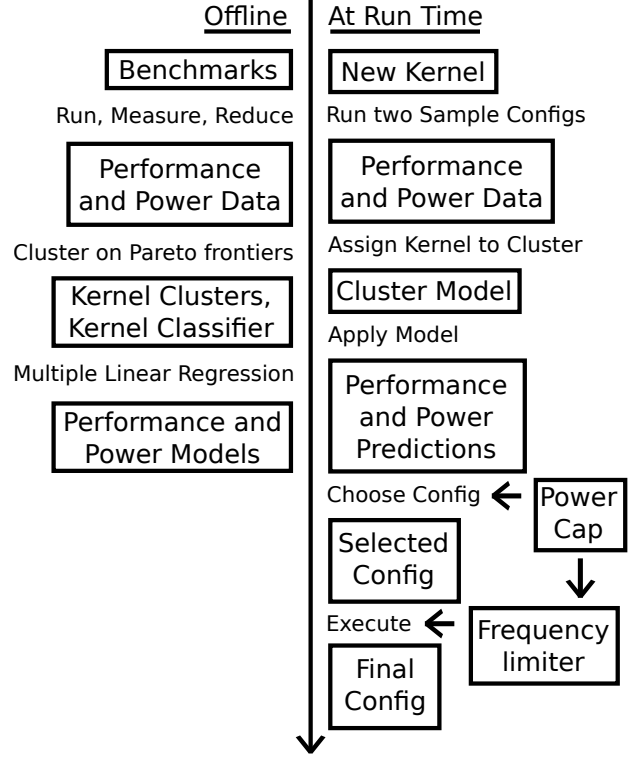 Offline
Benchmarks
Run, Measure, Reduce
Performance
and Power Data
Cluster on Pareto frontiers
Kernel Clusters,
Kernel Classifier
Multiple Linear Regression
Performance and
Power Models
At Run Time
New Kernel
Run two Sample Configs
Performance
and Power Data
Assign Kernel to Cluster
Cluster Model
Apply Model
Performance
and Power
Predictions
Choose Config
Power
Cap
Selected
Config
Execute
Frequency
limiter
Final
Config